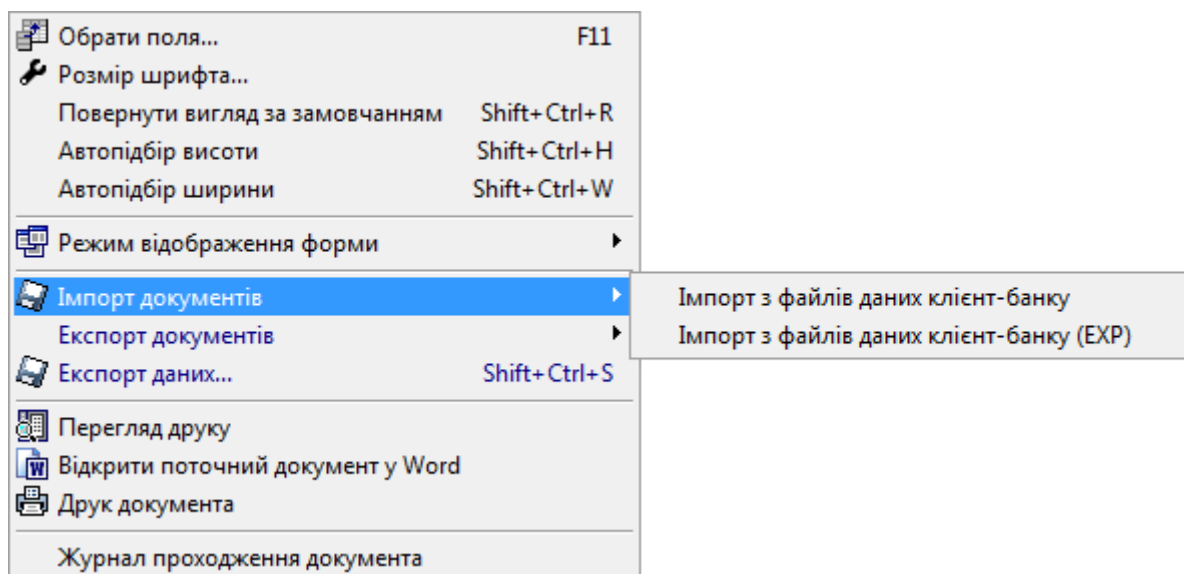 Обрати поля... F11
Розмір шрифта...
Повернути вигляд за замовчанням Shift+Ctrl+R
Автопідбір висоти Shift+Ctrl+H
Автопідбір ширини Shift+Ctrl+W
Режим відображення форми
Імпорт документів
Імпорт з файлів даних клієнт-банку
Експорт документів
Імпорт з файлів даних клієнт-банку (EXP)
Експорт даних... Shift+Ctrl+S
Перегляд друку
Відкрити поточний документ у Word
Друк документа
Журнал проходження документа